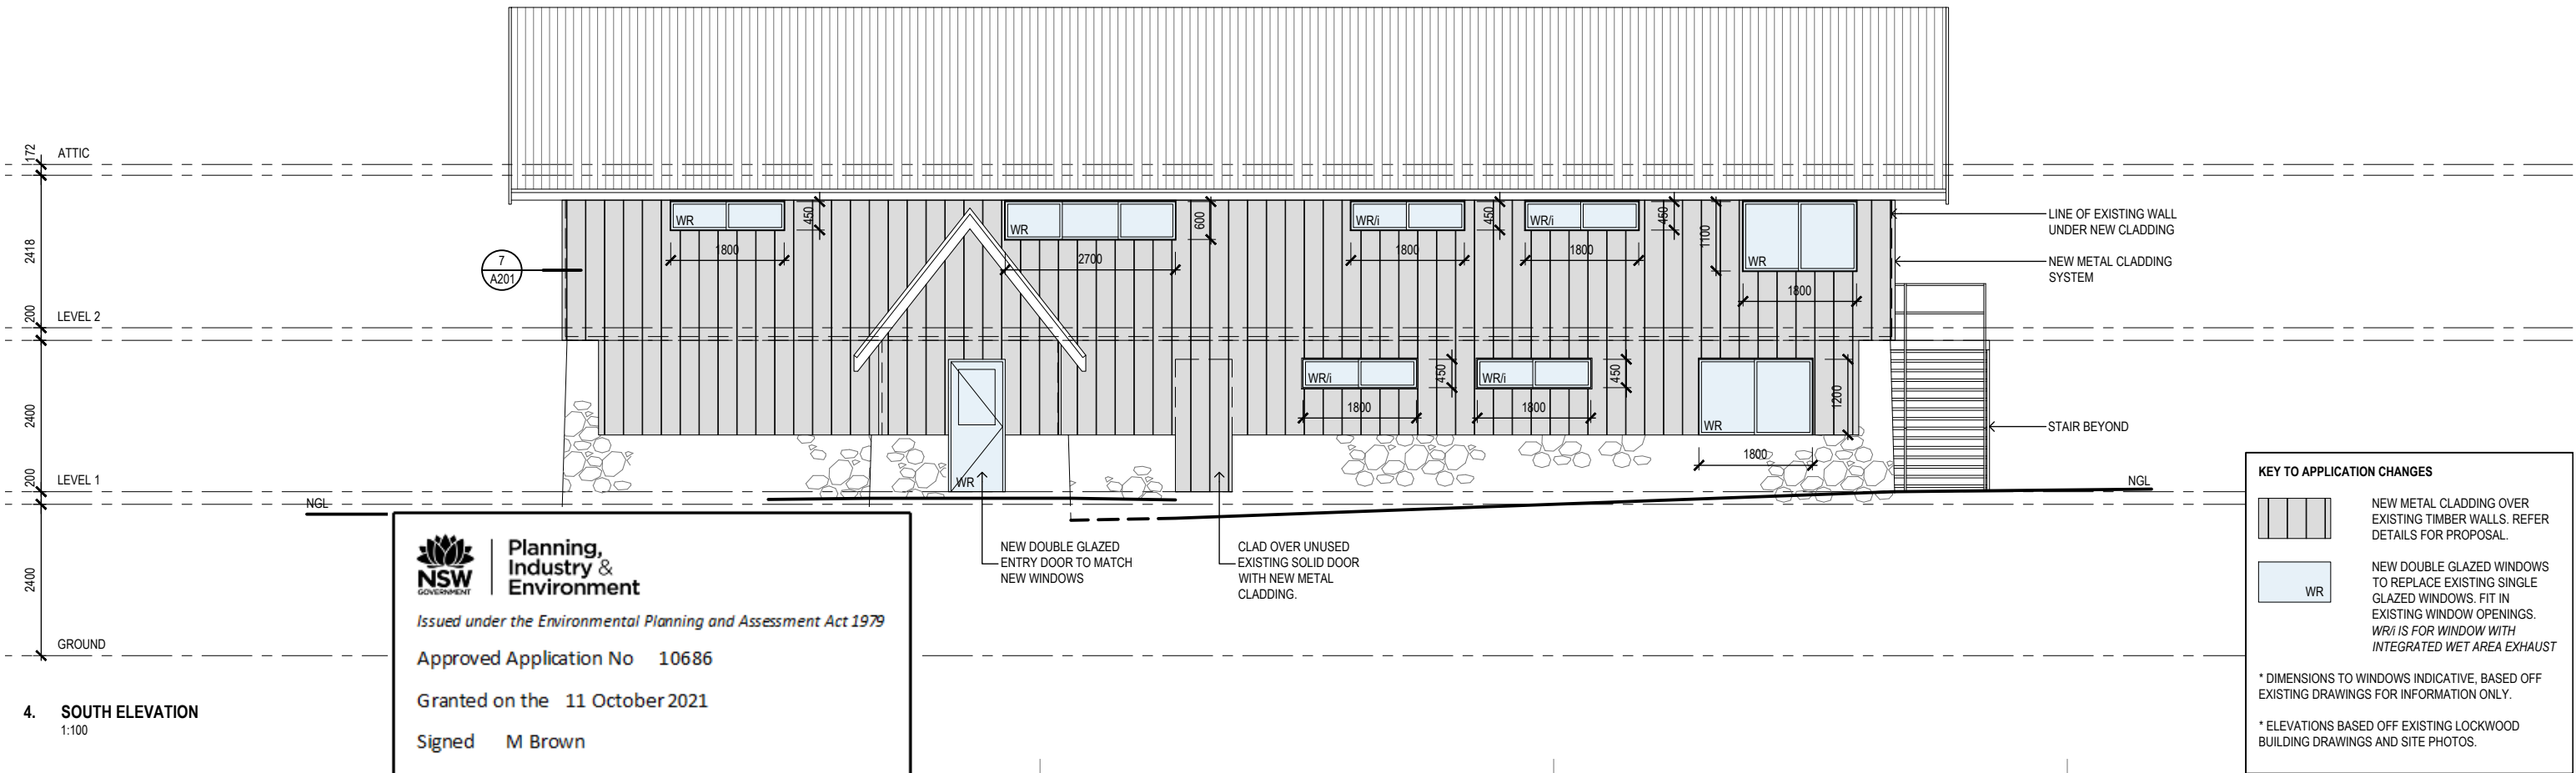 172
ATTIC
2418
200
LEVEL 2
2400
200
LEVEL 1
NGL
2400
GROUND
7
A201
WR
450
1800
WR
600
2700
WR/i
450
1800
WR/i
450
1800
WR
1100
1800
WR/i
450
1800
WR/i
450
1800
WR
1200
1800
WR
LINE OF EXISTING WALL
UNDER NEW CLADDING
NEW METAL CLADDING
SYSTEM
STAIR BEYOND
NGL
NEW DOUBLE GLAZED
ENTRY DOOR TO MATCH
NEW WINDOWS
CLAD OVER UNUSED
EXISTING SOLID DOOR
WITH NEW METAL
CLADDING.
4. SOUTH ELEVATION
1:100
NSW
GOVERNMENT
Planning,
Industry &
Environment
Issued under the Environmental Planning and Assessment Act 1979
Approved Application No 10686
Granted on the 11 October 2021
Signed M Brown
KEY TO APPLICATION CHANGES
NEW METAL CLADDING OVER
EXISTING TIMBER WALLS. REFER
DETAILS FOR PROPOSAL.
WR
NEW DOUBLE GLAZED WINDOWS
TO REPLACE EXISTING SINGLE
GLAZED WINDOWS. FIT IN
EXISTING WINDOW OPENINGS.
WR/i IS FOR WINDOW WITH
INTEGRATED WET AREA EXHAUST
* DIMENSIONS TO WINDOWS INDICATIVE, BASED OFF
EXISTING DRAWINGS FOR INFORMATION ONLY.
* ELEVATIONS BASED OFF EXISTING LOCKWOOD
BUILDING DRAWINGS AND SITE PHOTOS.